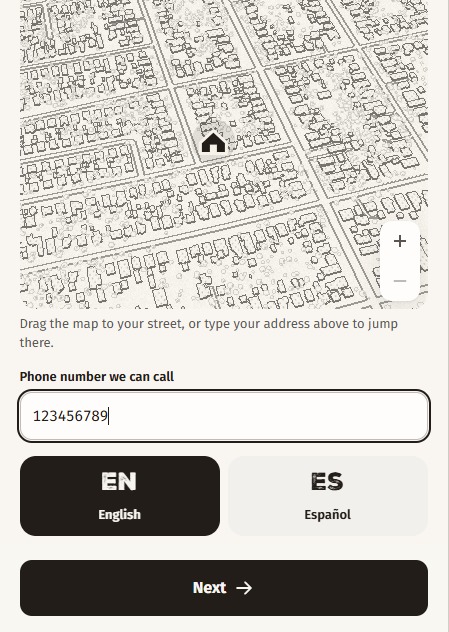 Drag the map to your street, or type your address above to jump
there.
Phone number we can call
123456789
EN
English
ES
Español
Next →